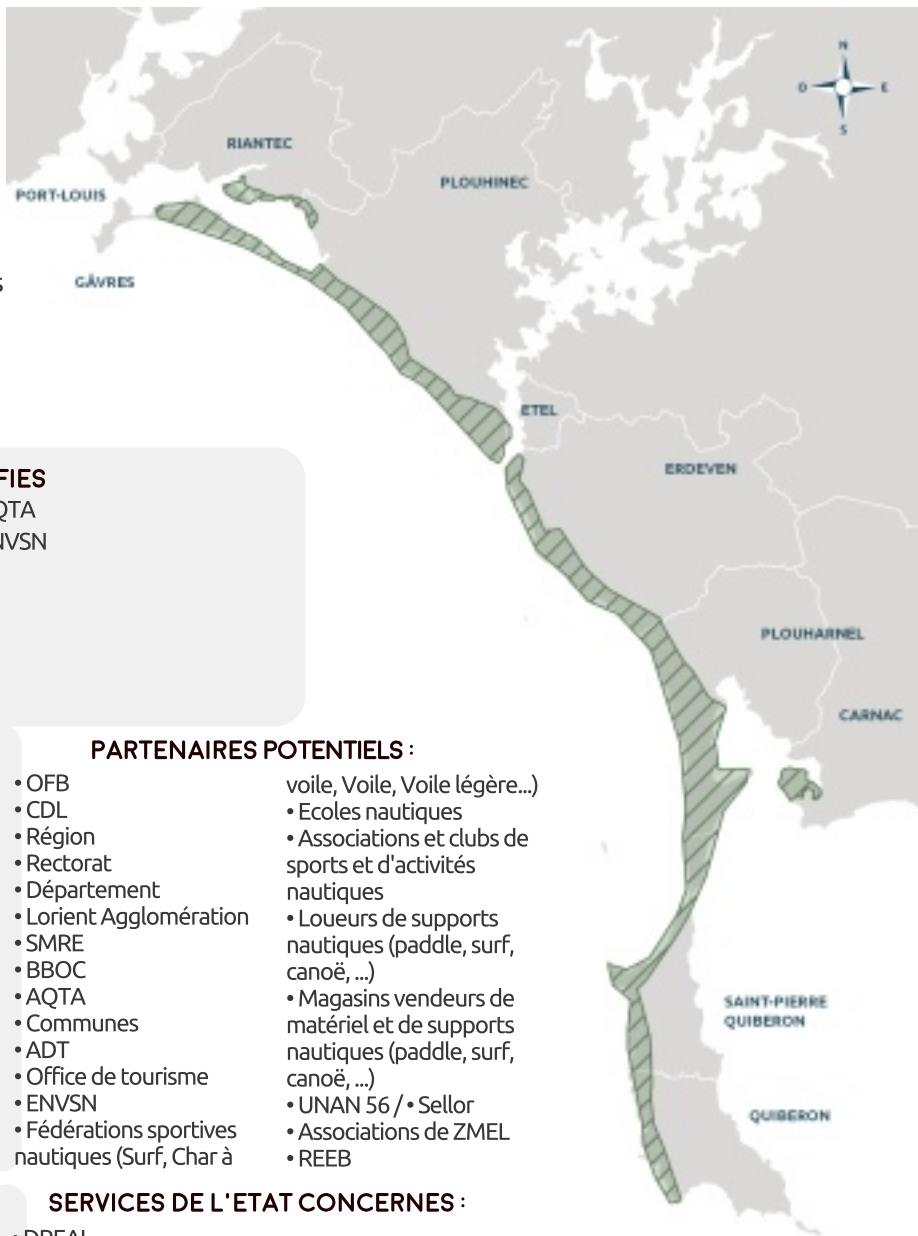 N
O
E
S
RIANTEC
PLOUHINEC
PORT-LOUIS
GÂVRES
s
ETEL
ERDEVEN
FIES
QTA
NVSN
PLOUHARNEL
CARNAC
SAINT-PIERRE
QUIBERON
QUIBERON
PARTENAIRES POTENTIELS :
• OFB
• CDL
• Région
• Rectorat
• Département
• Lorient Agglomération
• SMRE
• BBOC
• AQTA
• Communes
• ADT
• Office de tourisme
• ENVSN
• Fédérations sportives
nautiques (Surf, Char à
voile, Voile, Voile légère...)
• Ecoles nautiques
• Associations et clubs de
sports et d'activités
nautiques
• Loueurs de supports
nautiques (paddle, surf,
canoë, ...)
• Magasins vendeurs de
matériel et de supports
nautiques (paddle, surf,
canoë, ...)
• UNAN 56 / • Sellor
• Associations de ZMEL
• REEB
SERVICES DE L'ETAT CONCERNES :
• DREAL